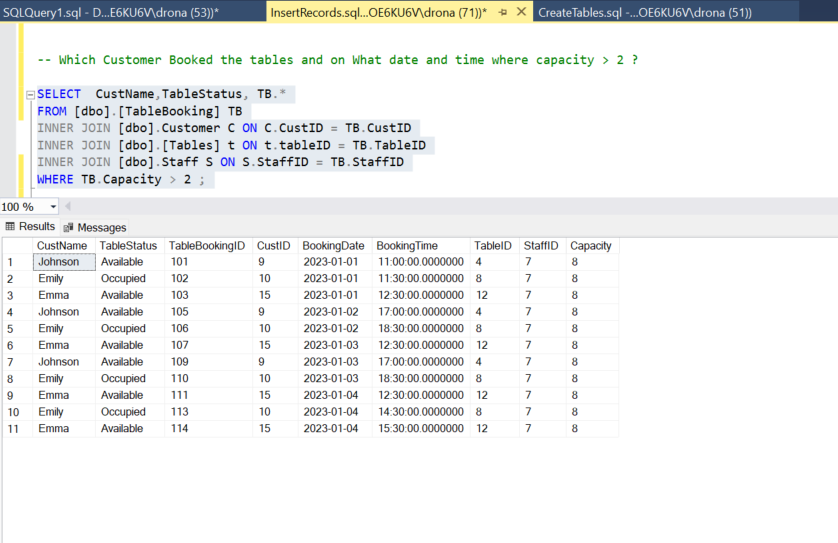 SQLQuery1.sql - D...E6KU6V\drona (53))* InsertRecords.sql...OE6KU6V\drona (71))* CreateTables.sql -...OE6KU6V\drona (51))
-- Which Customer Booked the tables and on What date and time where capacity > 2 ?
SELECT CustName,TableStatus, TB.*
FROM [dbo].[TableBooking] TB
INNER JOIN [dbo].Customer C ON C.CustID = TB.CustID
INNER JOIN [dbo].[Tables] t ON t.tableID = TB.TableID
INNER JOIN [dbo].Staff S ON S.StaffID = TB.StaffID
WHERE TB.Capacity > 2 ;
100 %
Results Messages
CustName TableStatus TableBookingID CustID BookingDate BookingTime TableID StaffID Capacity
1 Johnson Available 101 9 2023-01-01 11:00:00.0000000 4 7 8
2 Emily Occupied 102 10 2023-01-01 11:30:00.0000000 8 7 8
3 Emma Available 103 15 2023-01-01 12:30:00.0000000 12 7 8
4 Johnson Available 105 9 2023-01-02 17:00:00.0000000 4 7 8
5 Emily Occupied 106 10 2023-01-02 18:30:00.0000000 8 7 8
6 Emma Available 107 15 2023-01-03 12:30:00.0000000 12 7 8
7 Johnson Available 109 9 2023-01-03 17:00:00.0000000 4 7 8
8 Emily Occupied 110 10 2023-01-03 18:30:00.0000000 8 7 8
9 Emma Available 111 15 2023-01-04 12:30:00.0000000 12 7 8
10 Emily Occupied 113 10 2023-01-04 14:30:00.0000000 8 7 8
11 Emma Available 114 15 2023-01-04 15:30:00.0000000 12 7 8